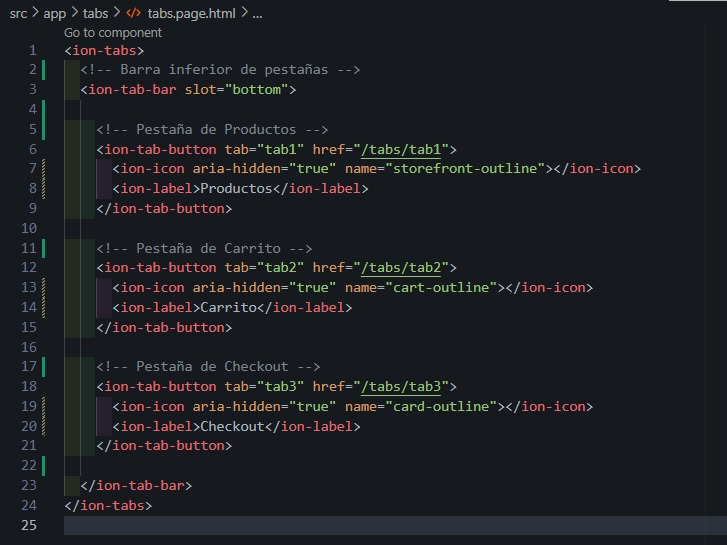 src > app > tabs > <> tabs.page.html > ...
Go to component
1 <ion-tabs>
2   <!-- Barra inferior de pestañas -->
3   <ion-tab-bar slot="bottom">
4
5     <!-- Pestaña de Productos -->
6     <ion-tab-button tab="tab1" href="/tabs/tab1">
7       <ion-icon aria-hidden="true" name="storefront-outline"></ion-icon>
8       <ion-label>Productos</ion-label>
9     </ion-tab-button>
10
11     <!-- Pestaña de Carrito -->
12     <ion-tab-button tab="tab2" href="/tabs/tab2">
13       <ion-icon aria-hidden="true" name="cart-outline"></ion-icon>
14       <ion-label>Carrito</ion-label>
15     </ion-tab-button>
16
17     <!-- Pestaña de Checkout -->
18     <ion-tab-button tab="tab3" href="/tabs/tab3">
19       <ion-icon aria-hidden="true" name="card-outline"></ion-icon>
20       <ion-label>Checkout</ion-label>
21     </ion-tab-button>
22
23   </ion-tab-bar>
24 </ion-tabs>
25